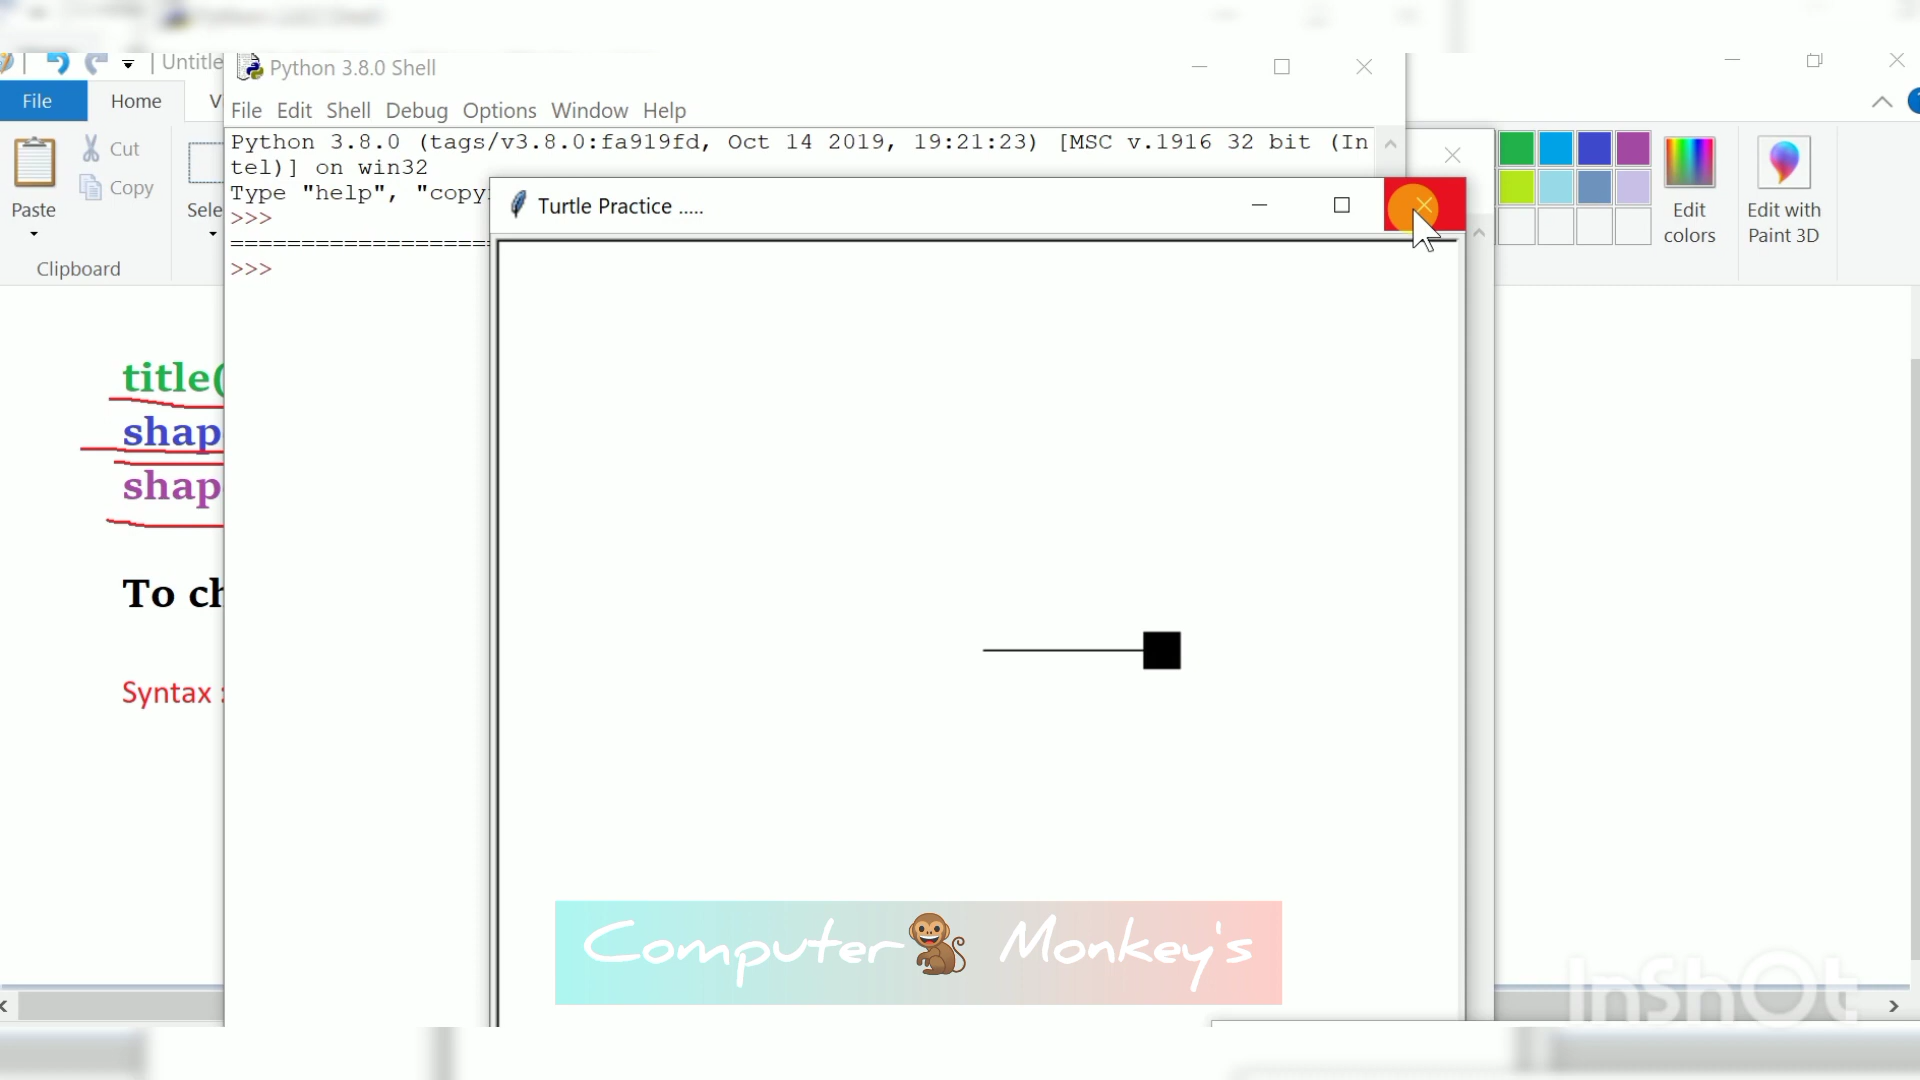 Untitle
Python 3.8.0 Shell
File Home V
File Edit Shell Debug Options Window Help
Python 3.8.0 (tags/v3.8.0:fa919fd, Oct 14 2019, 19:21:23) [MSC v.1916 32 bit (In
tel)] on win32
Type "help", "copy
>>>
=================
>>>
Turtle Practice .....
Cut
Copy
Paste
Sele
Clipboard
Edit
colors
Edit with
Paint 3D
title(
shap
shap
To ch
Syntax :
Computer Monkey's
InShOt